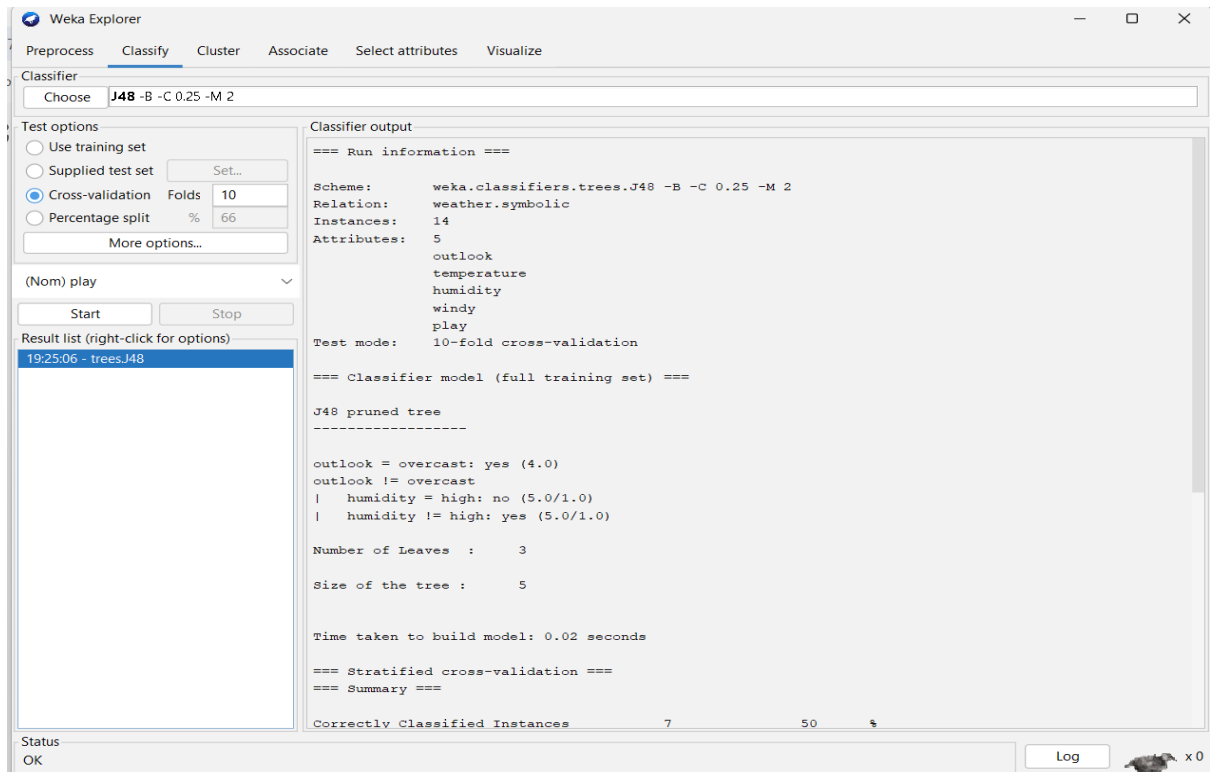 Weka Explorer
Preprocess Classify Cluster Associate Select attributes Visualize
Classifier
Choose J48 -B -C 0.25 -M 2
Test options
Use training set
Supplied test set Set...
Cross-validation Folds 10
Percentage split % 66
More options...
(Nom) play
Start Stop
Result list (right-click for options)
19:25:06 - trees.J48
Classifier output
=== Run information ===
Scheme: weka.classifiers.trees.J48 -B -C 0.25 -M 2
Relation: weather.symbolic
Instances: 14
Attributes: 5
outlook
temperature
humidity
windy
play
Test mode: 10-fold cross-validation
=== Classifier model (full training set) ===
J48 pruned tree
------------------
outlook = overcast: yes (4.0)
outlook != overcast
| humidity = high: no (5.0/1.0)
| humidity != high: yes (5.0/1.0)
Number of Leaves : 3
Size of the tree : 5
Time taken to build model: 0.02 seconds
=== Stratified cross-validation ===
=== Summary ===
Correctly Classified Instances 7 50 %
Status
OK
Log x 0